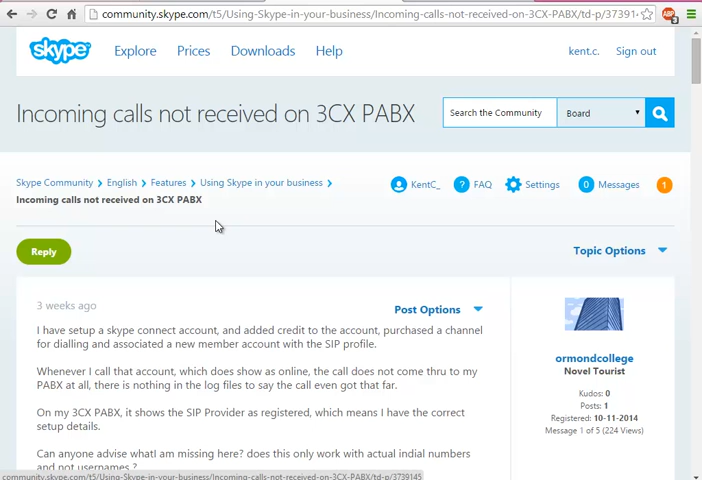 community.skype.com/t5/Using-Skype-in-your-business/Incoming-calls-not-received-on-3CX-PABX/td-p/373914
ABP
3
skype
Explore
Prices
Downloads
Help
kent.c.
Sign out
Incoming calls not received on 3CX PABX
Search the Community
Board
Skype Community > English > Features > Using Skype in your business >
Incoming calls not received on 3CX PABX
KentC_
? FAQ
Settings
0 Messages
1
Reply
Topic Options
3 weeks ago
Post Options
I have setup a skype connect account, and added credit to the account, purchased a channel
for dialling and associated a new member account with the SIP profile.
Whenever I call that account, which does show as online, the call does not come thru to my
PABX at all, there is nothing in the log files to say the call even got that far.
On my 3CX PABX, it shows the SIP Provider as registered, which means I have the correct
setup details.
Can anyone advise whatI am missing here? does this only work with actual indial numbers
and not usernames ?
ormondcollege
Novel Tourist
Kudos: 0
Posts: 1
Registered: 10-11-2014
Message 1 of 5 (224 Views)
community.skype.com/t5/Using-Skype-in-your-business/Incoming-calls-not-received-on-3CX-PABX/td-p/3739145